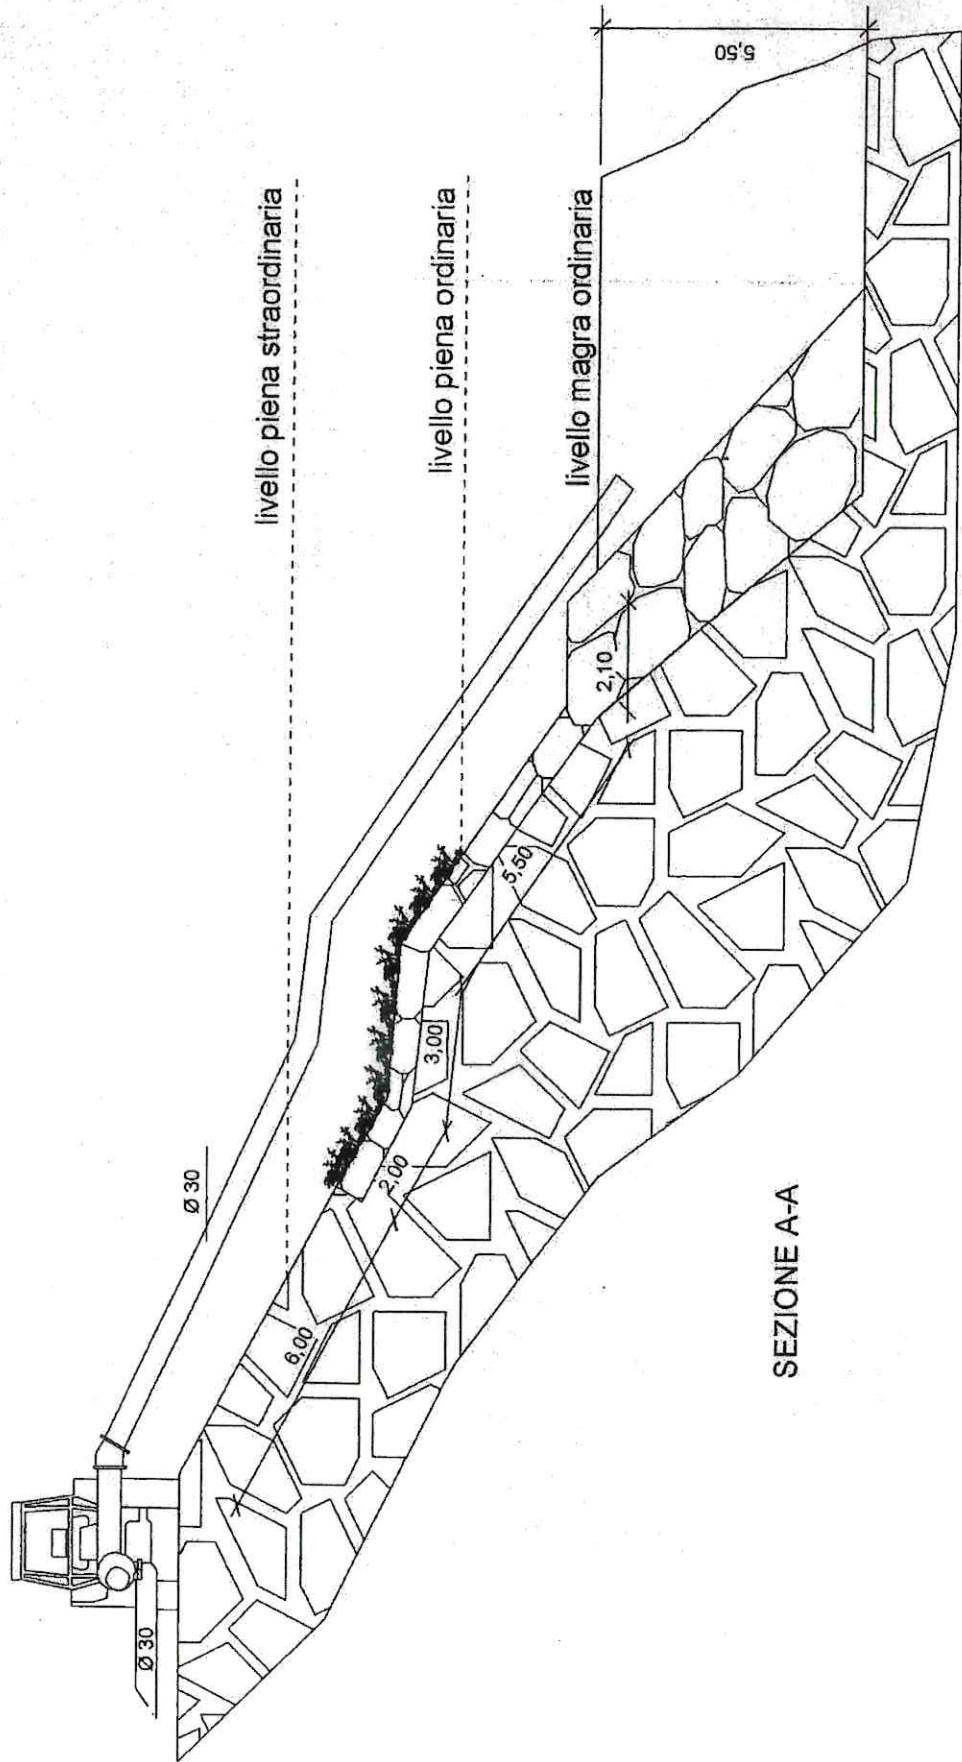 livello piena straordinaria
livello piena ordinaria
livello magra ordinaria
5,50
Ø 30
Ø 30
6,00
2,00
3,00
5,50
2,10
SEZIONE A-A